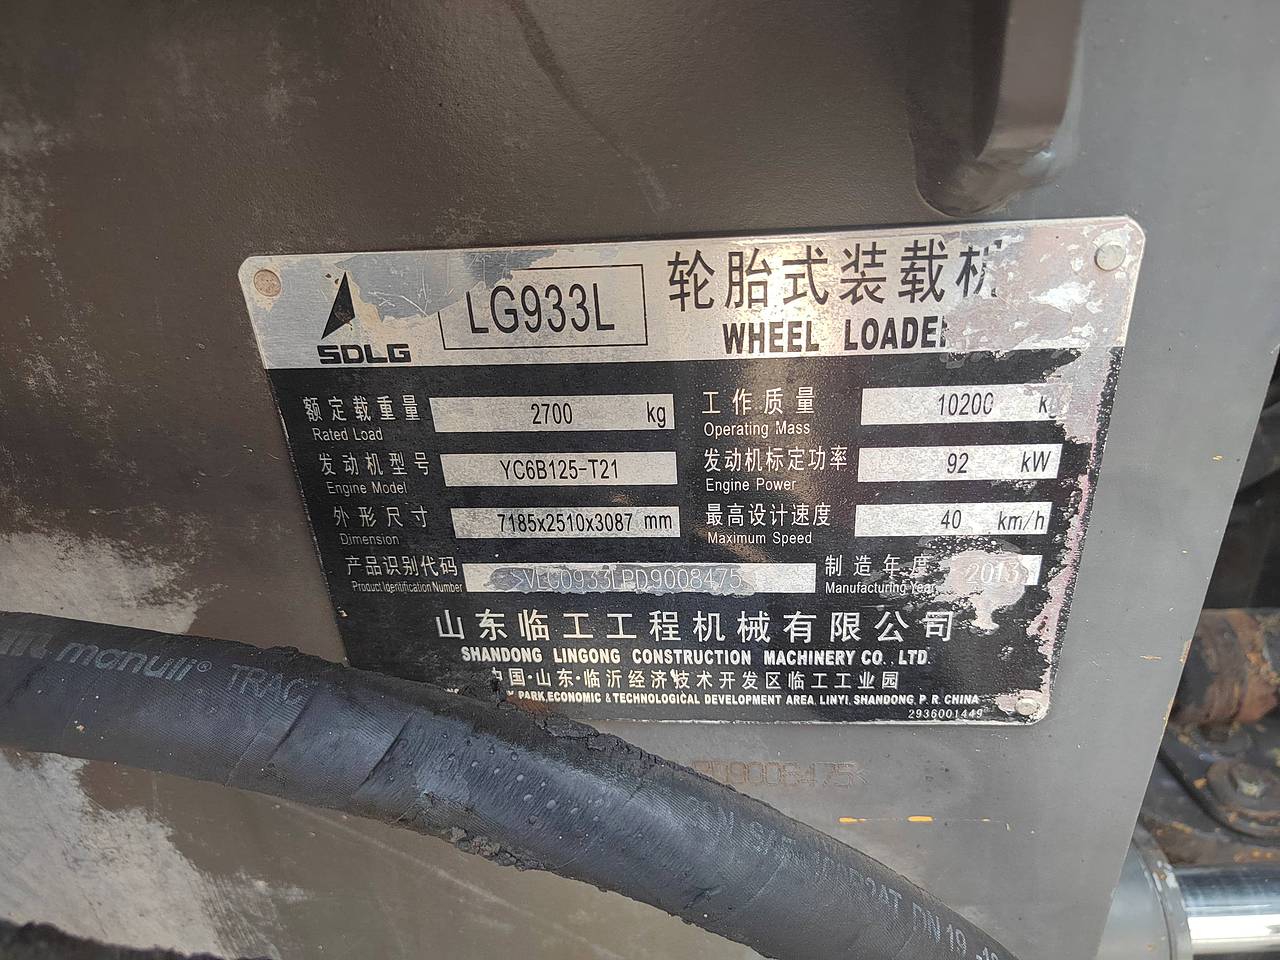 SDLG
LG933L
轮胎式装载机
WHEEL LOADER
额定载重量 2700 kg
Rated Load
工作质量 10200 kg
Operating Mass
发动机型号 YC6B125-T21
Engine Model
发动机标定功率 92 kW
Engine Power
外形尺寸 7185x2510x3087 mm
Dimension
最高设计速度 40 km/h
Maximum Speed
产品识别代码 >VLG0933LPD9008475
Product Identification Number
制造年度 2013
Manufacturing Year
山东临工工程机械有限公司
SHANDONG LINGONG CONSTRUCTION MACHINERY CO.,LTD.
中国·山东·临沂经济技术开发区临工工业园
PARK,ECONOMIC & TECHNOLOGICAL DEVELOPMENT AREA, LINYI, SHANDONG, P. R. CHINA
2936001449
manuli® TRAC
PD9008475<
DN 19